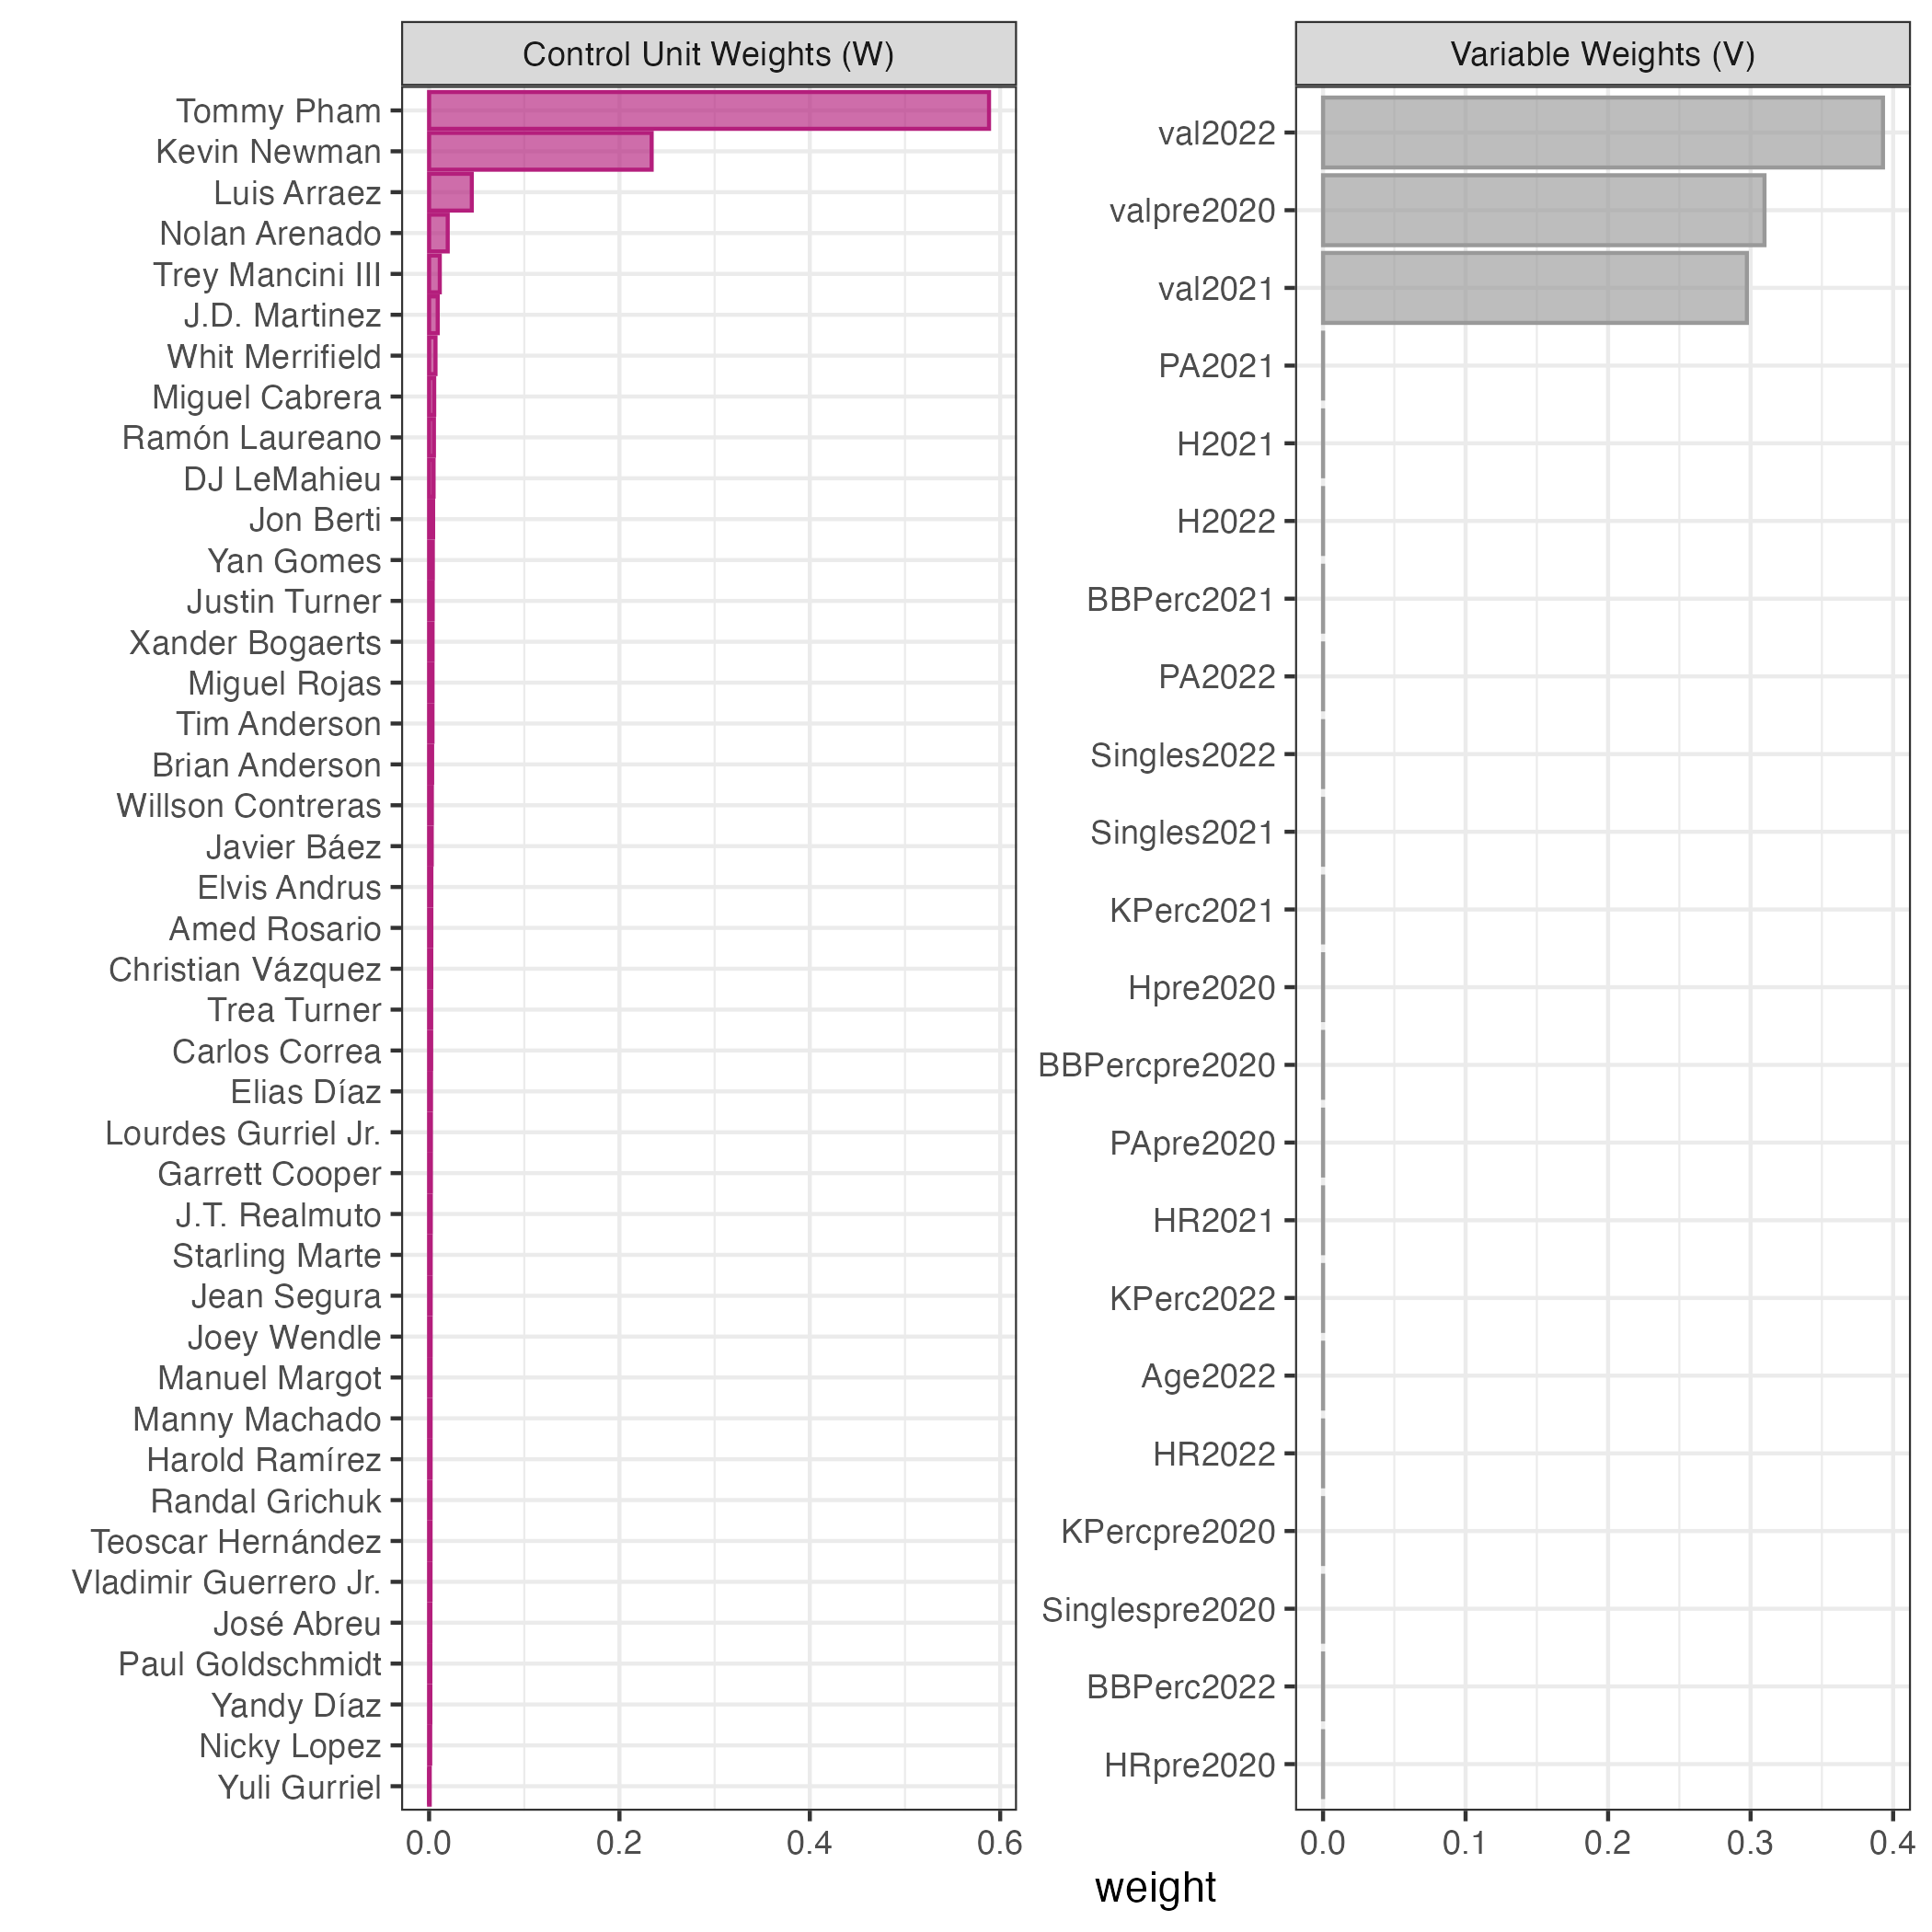 Control Unit Weights (W)
Tommy Pham
Kevin Newman
Luis Arraez
Nolan Arenado
Trey Mancini III
J.D. Martinez
Whit Merrifield
Miguel Cabrera
Ramón Laureano
DJ LeMahieu
Jon Berti
Yan Gomes
Justin Turner
Xander Bogaerts
Miguel Rojas
Tim Anderson
Brian Anderson
Willson Contreras
Javier Báez
Elvis Andrus
Amed Rosario
Christian Vázquez
Trea Turner
Carlos Correa
Elias Díaz
Lourdes Gurriel Jr.
Garrett Cooper
J.T. Realmuto
Starling Marte
Jean Segura
Joey Wendle
Manuel Margot
Manny Machado
Harold Ramírez
Randal Grichuk
Teoscar Hernández
Vladimir Guerrero Jr.
José Abreu
Paul Goldschmidt
Yandy Díaz
Nicky Lopez
Yuli Gurriel
0.0 0.2 0.4 0.6
Variable Weights (V)
val2022
valpre2020
val2021
PA2021
H2021
H2022
BBPerc2021
PA2022
Singles2022
Singles2021
KPerc2021
Hpre2020
BBPercpre2020
PApre2020
HR2021
KPerc2022
Age2022
HR2022
KPercpre2020
Singlespre2020
BBPerc2022
HRpre2020
0.0 0.1 0.2 0.3 0.4
weight